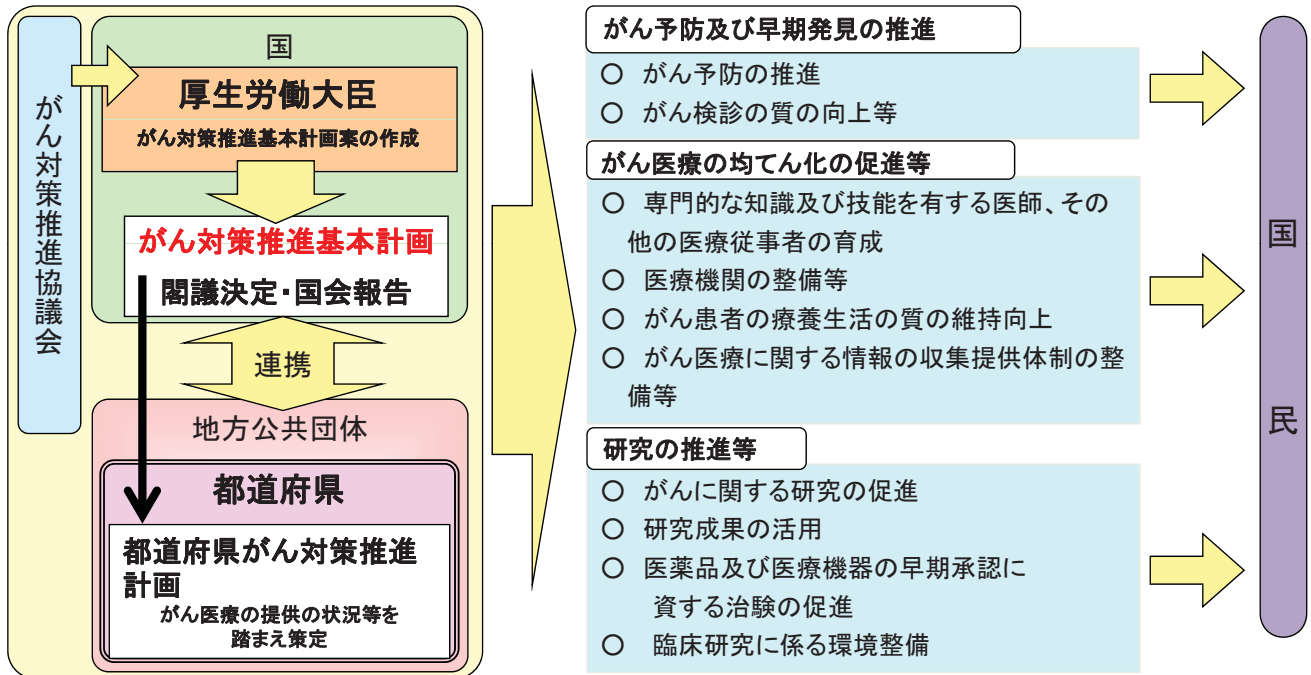 がん対策推進協議会
国
厚生労働大臣
がん対策推進基本計画案の作成
がん対策推進基本計画
閣議決定・国会報告
連携
地方公共団体
都道府県
都道府県がん対策推進
計画
がん医療の提供の状況等を
踏まえ策定
がん予防及び早期発見の推進
○ がん予防の推進
○ がん検診の質の向上等
がん医療の均てん化の促進等
○ 専門的な知識及び技能を有する医師、その
他の医療従事者の育成
○ 医療機関の整備等
○ がん患者の療養生活の質の維持向上
○ がん医療に関する情報の収集提供体制の整
備等
研究の推進等
○ がんに関する研究の促進
○ 研究成果の活用
○ 医薬品及び医療機器の早期承認に
資する治験の促進
○ 臨床研究に係る環境整備
国民